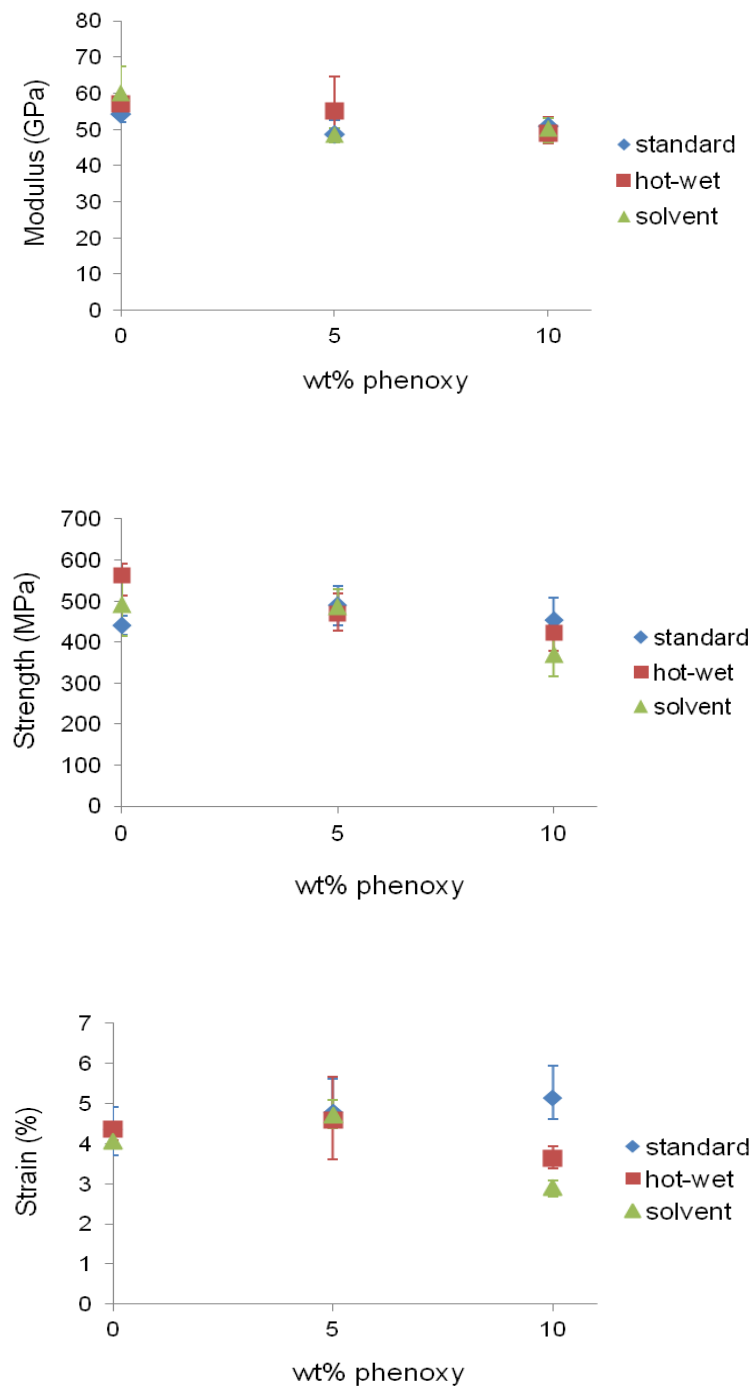 80
70
60
50
40
30
20
10
0
Modulus (GPa)
0 5 10
wt% phenoxy
standard
hot-wet
solvent
700
600
500
400
300
200
100
0
Strength (MPa)
0 5 10
wt% phenoxy
standard
hot-wet
solvent
7
6
5
4
3
2
1
0
Strain (%)
0 5 10
wt% phenoxy
standard
hot-wet
solvent